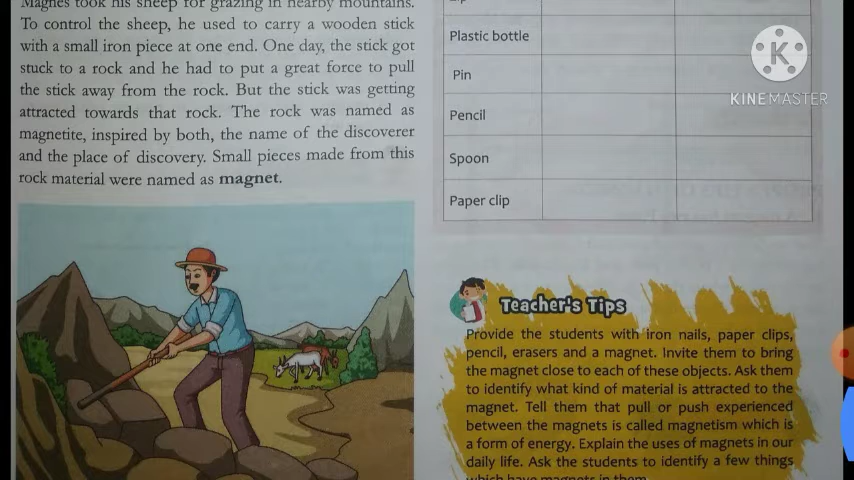 Magnes took his sheep for grazing in nearby mountains.
To control the sheep, he used to carry a wooden stick
with a small iron piece at one end. One day, the stick got
stuck to a rock and he had to put a great force to pull
the stick away from the rock. But the stick was getting
attracted towards that rock. The rock was named as
magnetite, inspired by both, the name of the discoverer
and the place of discovery. Small pieces made from this
rock material were named as magnet.
Plastic bottle
Pin
Pencil
Spoon
Paper clip
KINEMASTER
Teacher's Tips
Provide the students with iron nails, paper clips,
pencil, erasers and a magnet. Invite them to bring
the magnet close to each of these objects. Ask them
to identify what kind of material is attracted to the
magnet. Tell them that pull or push experienced
between the magnets is called magnetism which is
a form of energy. Explain the uses of magnets in our
daily life. Ask the students to identify a few things
which have magnets in them.